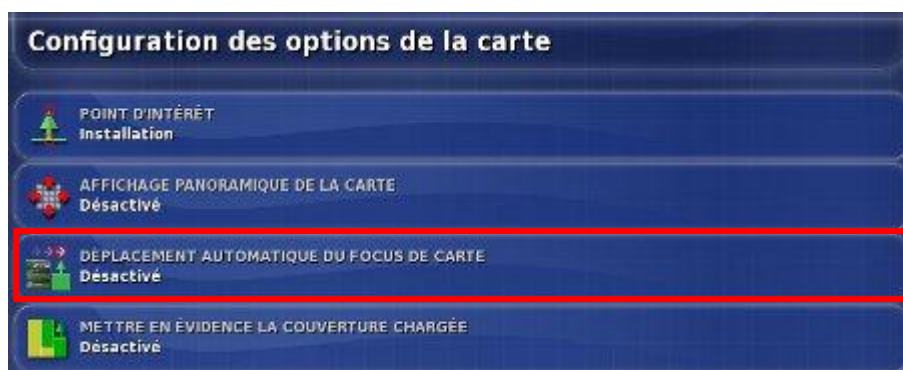 Configuration des options de la carte
POINT D'INTÉRÊT
Installation
AFFICHAGE PANORAMIQUE DE LA CARTE
Désactivé
DÉPLACEMENT AUTOMATIQUE DU FOCUS DE CARTE
Désactivé
METTRE EN ÉVIDENCE LA COUVERTURE CHARGÉE
Désactivé